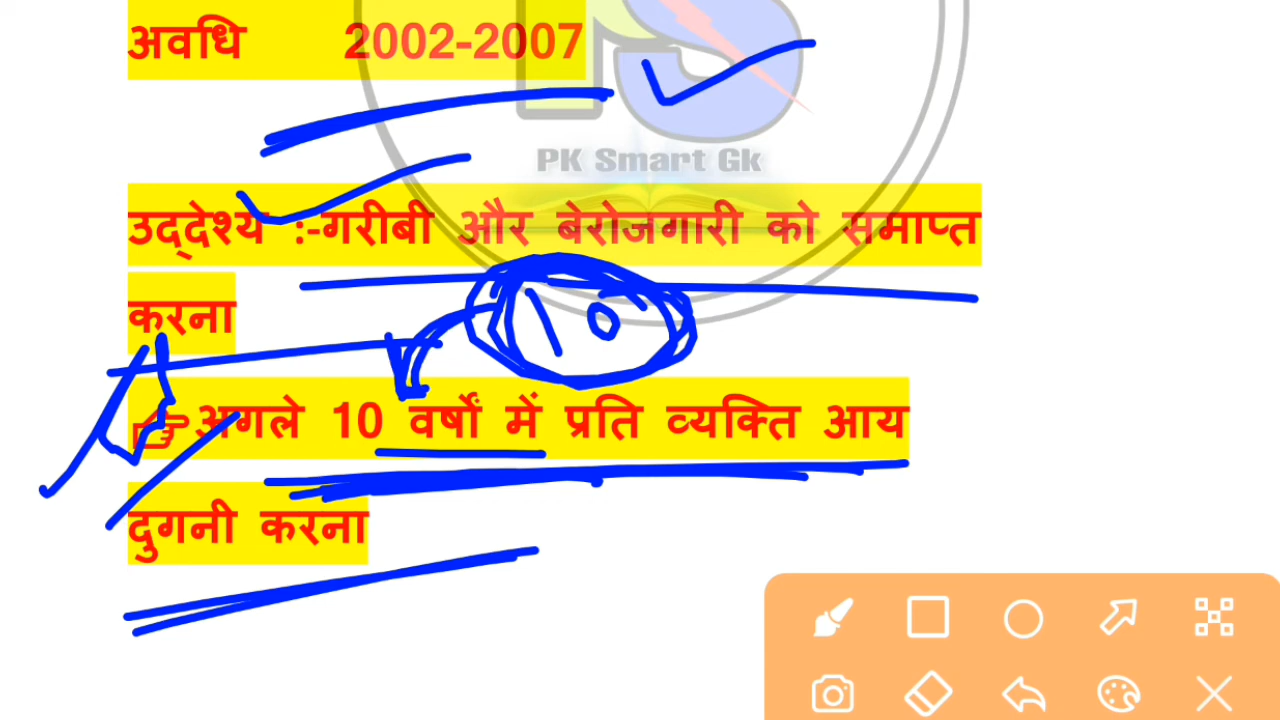 अवधि 2002-2007
PK Smart Gk
उद्देश्य :-गरीबी और बेरोजगारी को समाप्त
करना
10
👉अगले 10 वर्षों में प्रति व्यक्ति आय
दुगनी करना